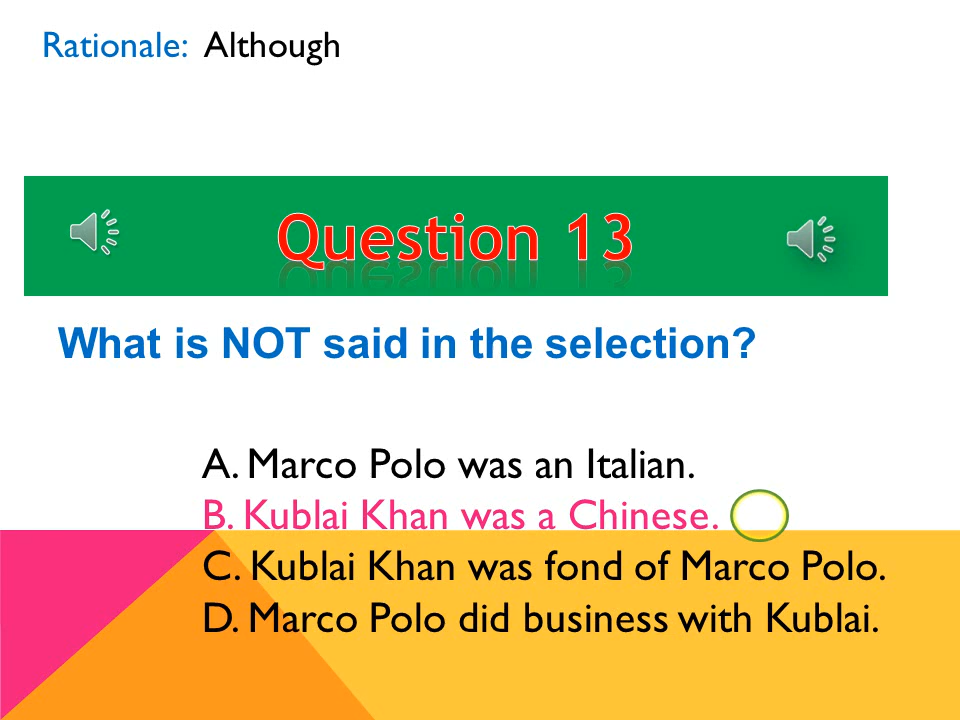 Rationale: Although
Question 13
What is NOT said in the selection?
A. Marco Polo was an Italian.
B. Kublai Khan was a Chinese.
C. Kublai Khan was fond of Marco Polo.
D. Marco Polo did business with Kublai.